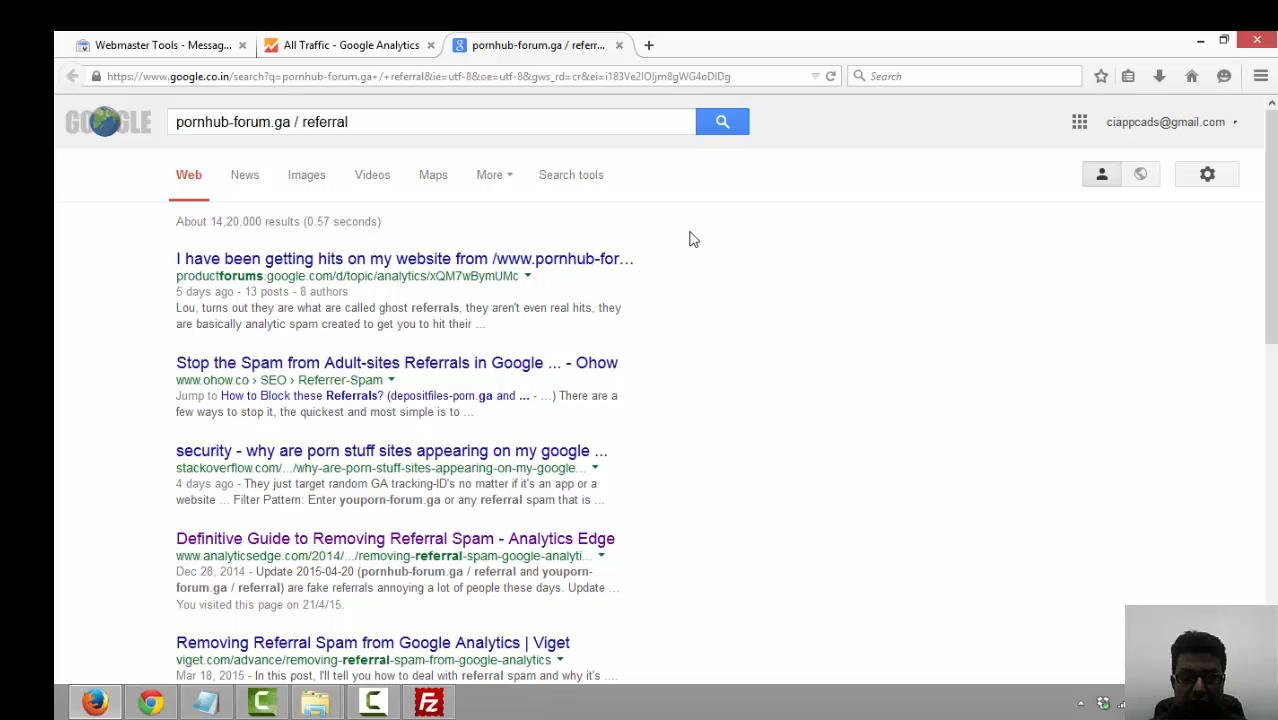 Webmaster Tools - Messag... × All Traffic - Google Analytics × pornhub-forum.ga / referr... × +
https://www.google.co.in/search?q=pornhub-forum.ga+/+referral&ie=utf-8&oe=utf-8&gws_rd=cr&ei=i183Ve2IOIjm8gWG4oDIDg Search
GOOGLE pornhub-forum.ga / referral ciappcads@gmail.com
Web News Images Videos Maps More Search tools
About 14,20,000 results (0.57 seconds)
I have been getting hits on my website from /www.pornhub-for...
productforums.google.com/d/topic/analytics/xQM7wBymUMc
5 days ago - 13 posts - 8 authors
Lou, turns out they are what are called ghost referrals, they aren't even real hits, they
are basically analytic spam created to get you to hit their ...
Stop the Spam from Adult-sites Referrals in Google ... - Ohow
www.ohow.co › SEO › Referrer-Spam
Jump to How to Block these Referrals? (depositfiles-porn.ga and ... - ...) There are a
few ways to stop it, the quickest and most simple is to ...
security - why are porn stuff sites appearing on my google ...
stackoverflow.com/.../why-are-porn-stuff-sites-appearing-on-my-google...
4 days ago - They just target random GA tracking-ID's no matter if it's an app or a
website ... Filter Pattern: Enter youporn-forum.ga or any referral spam that is ...
Definitive Guide to Removing Referral Spam - Analytics Edge
www.analyticsedge.com/2014/.../removing-referral-spam-google-analyti...
Dec 28, 2014 - Update 2015-04-20 (pornhub-forum.ga / referral and youporn-
forum.ga / referral) are fake referrals annoying a lot of people these days. Update ...
You visited this page on 21/4/15.
Removing Referral Spam from Google Analytics | Viget
viget.com/advance/removing-referral-spam-from-google-analytics
Mar 18, 2015 - In this post, I'll tell you how to deal with referral spam and why it's ....